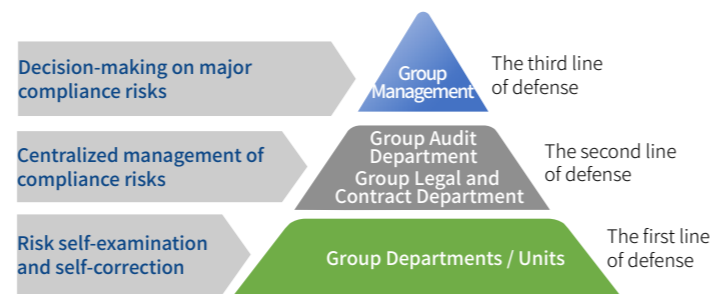 Decision-making on major
compliance risks
Group
Management
The third line
of defense
Centralized management of
compliance risks
Group Audit
Department
Group Legal and
Contract Department
The second line
of defense
Risk self-examination
and self-correction
Group Departments / Units
The first line
of defense